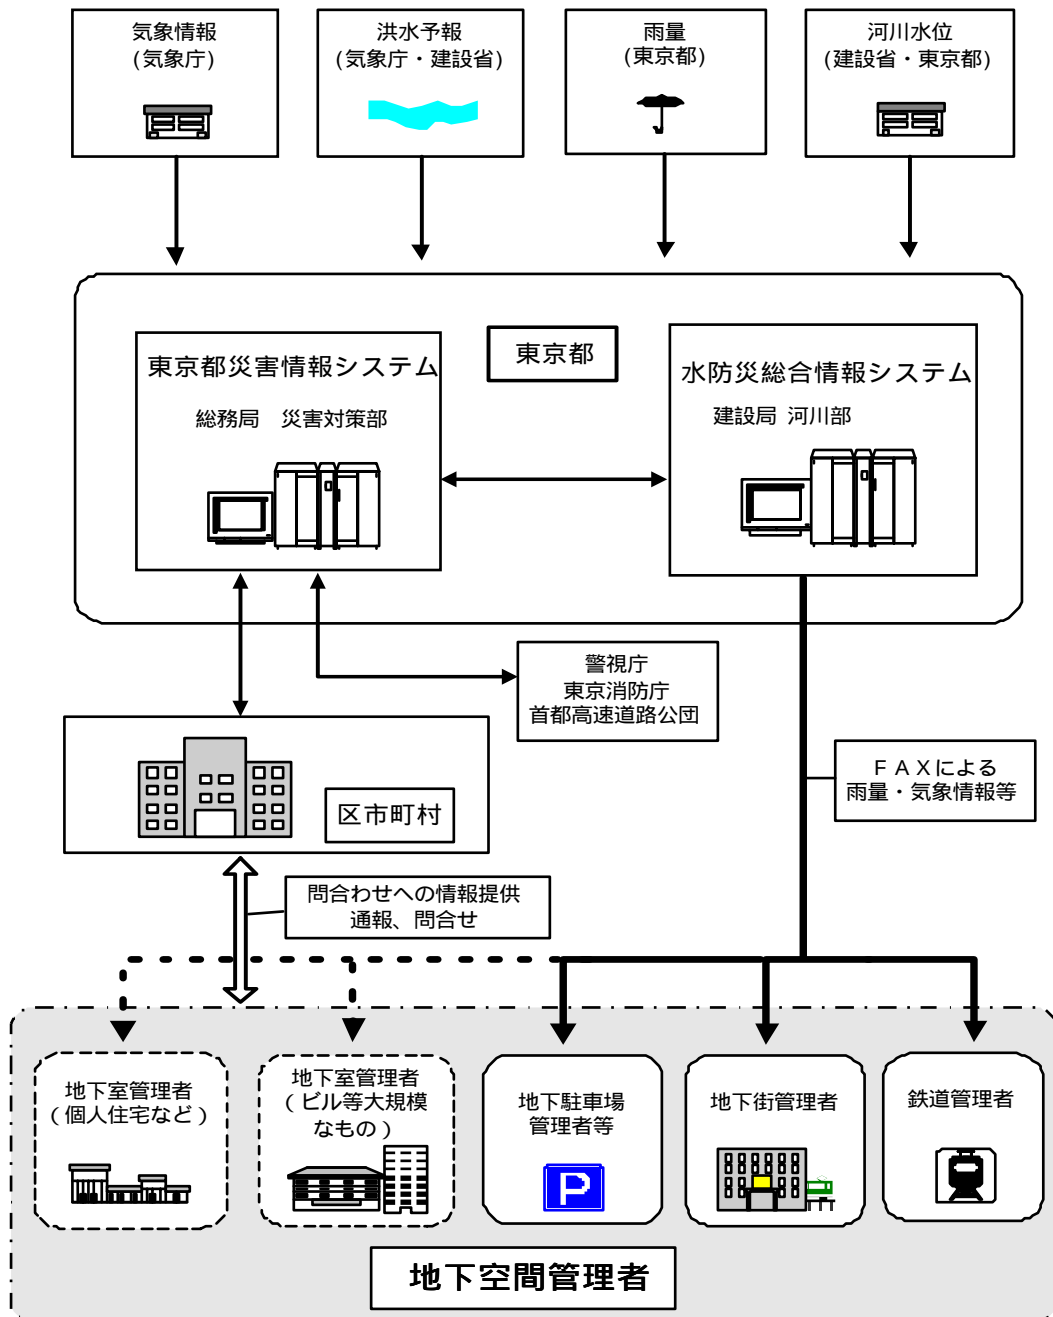 気象情報
(気象庁)
洪水予報
(気象庁・建設省)
雨量
(東京都)
河川水位
(建設省・東京都)
東京都
東京都災害情報システム
総務局 災害対策部
水防災総合情報システム
建設局 河川部
警視庁
東京消防庁
首都高速道路公団
FAXによる
雨量・気象情報等
区市町村
問合わせへの情報提供
通報、問合せ
地下室管理者
(個人住宅など)
地下室管理者
(ビル等大規模
なもの)
地下駐車場
管理者等
P
地下街管理者
鉄道管理者
地下空間管理者